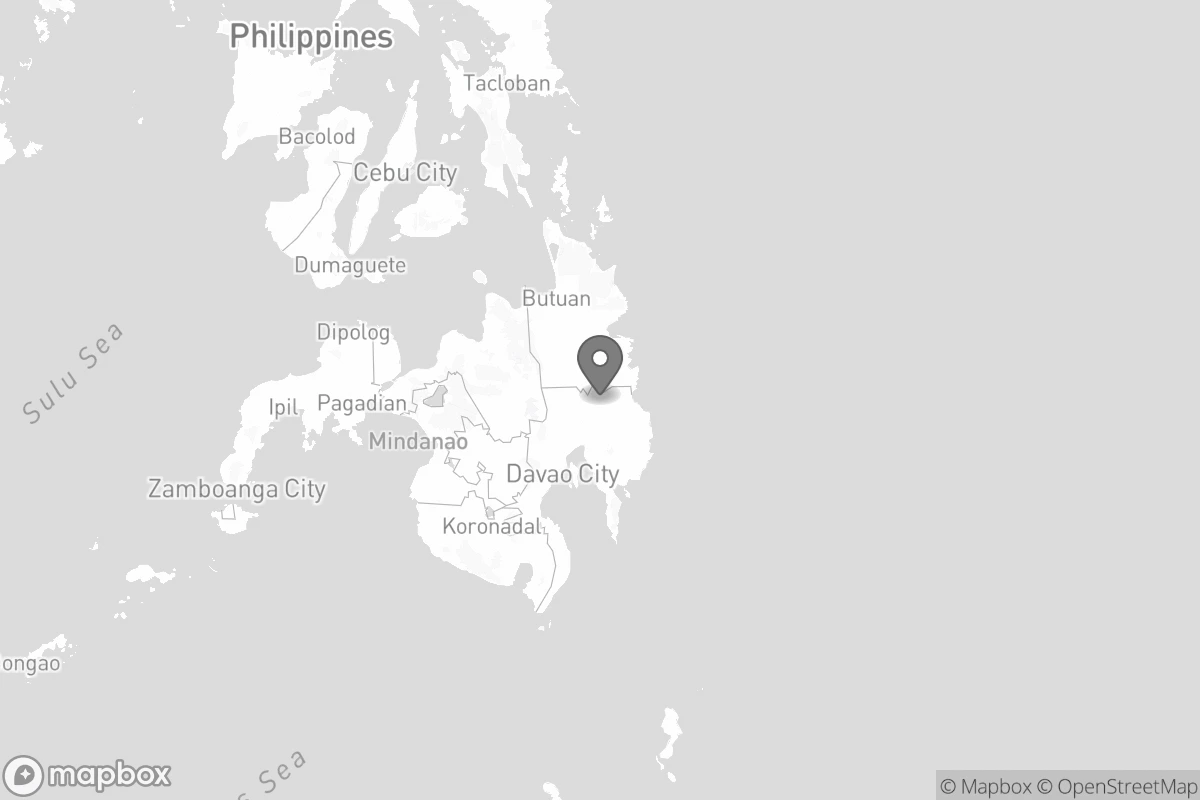 Philippines
Tacloban
Bacolod
Cebu City
Dumaguete
Butuan
Dipolog
Sulu Sea
Ipil
Pagadian
Mindanao
Davao City
Zamboanga City
Koronadal
ongao
s Sea
mapbox
© Mapbox © OpenStreetMap